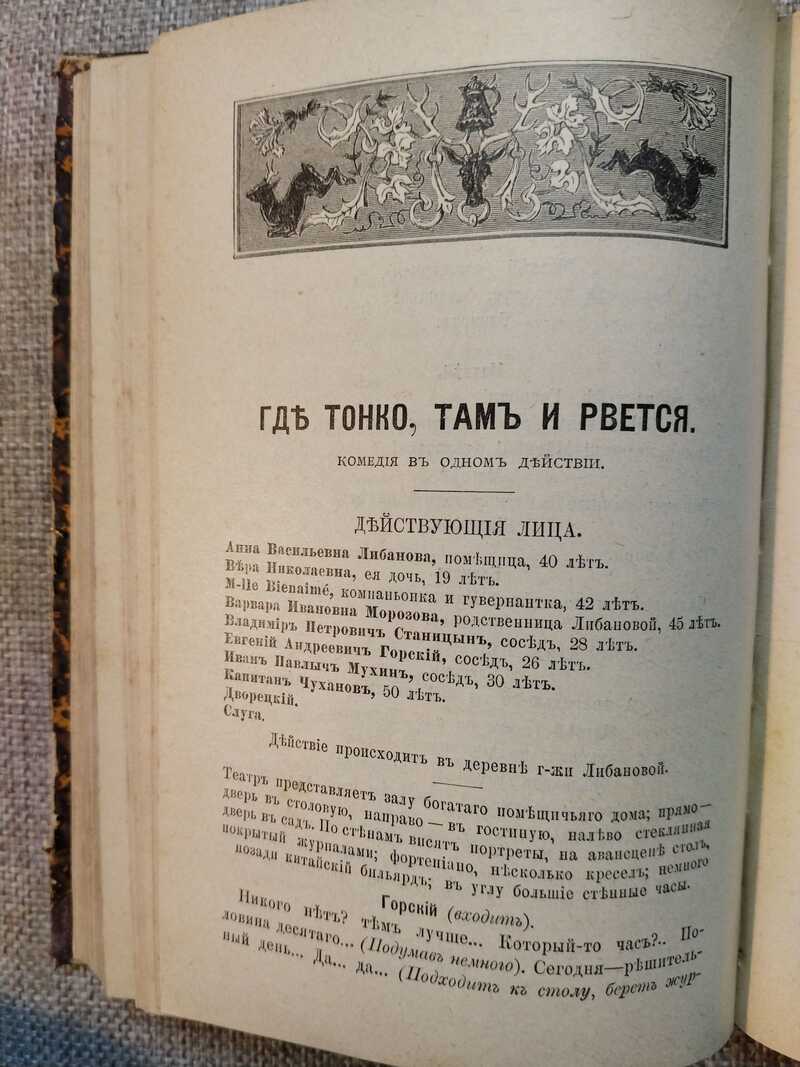 ГДѢ ТОНКО, ТАМЪ И РВЕТСЯ.
КОМЕДІЯ ВЪ ОДНОМЪ ДѢЙСТВІИ.
ДѢЙСТВУЮЩІЯ ЛИЦА.
Анна Васильевна Либанова, помѣщица, 40 лѣтъ.
Вѣра Николаевна, ея дочь, 19 лѣтъ.
M-lle Bienaimé, компаньонка и гувернантка, 42 лѣтъ.
Варвара Ивановна Морозова, родственница Либановой, 45 лѣтъ.
Владиміръ Петровичъ Станицынъ, сосѣдъ, 28 лѣтъ.
Евгеній Андреевичъ Горскій, сосѣдъ, 26 лѣтъ.
Иванъ Павлычъ Мухинъ, сосѣдъ, 30 лѣтъ.
Капитанъ Чухановъ, 50 лѣтъ.
Дворецкій.
Слуга.
Дѣйствіе происходитъ въ деревнѣ г-жи Либановой.
Театръ представляетъ залу богатаго помѣщичьяго дома; прямо—
дверь въ столовую, направо — въ гостиную, налѣво стеклянная
дверь въ садъ. По стѣнамъ висятъ портреты, на авансценѣ столъ,
покрытый журналами; фортепіано, нѣсколько креселъ; немного
позади китайскій бильярдъ; въ углу большіе стѣнные часы.
Горскій (входитъ).
Никого нѣтъ? тѣмъ лучше... Который-то часъ?.. По-
ловина десятаго... (Подумавъ немного). Сегодня—рѣшитель-
ный день... Да... да... (Подходитъ къ столу, беретъ жур-